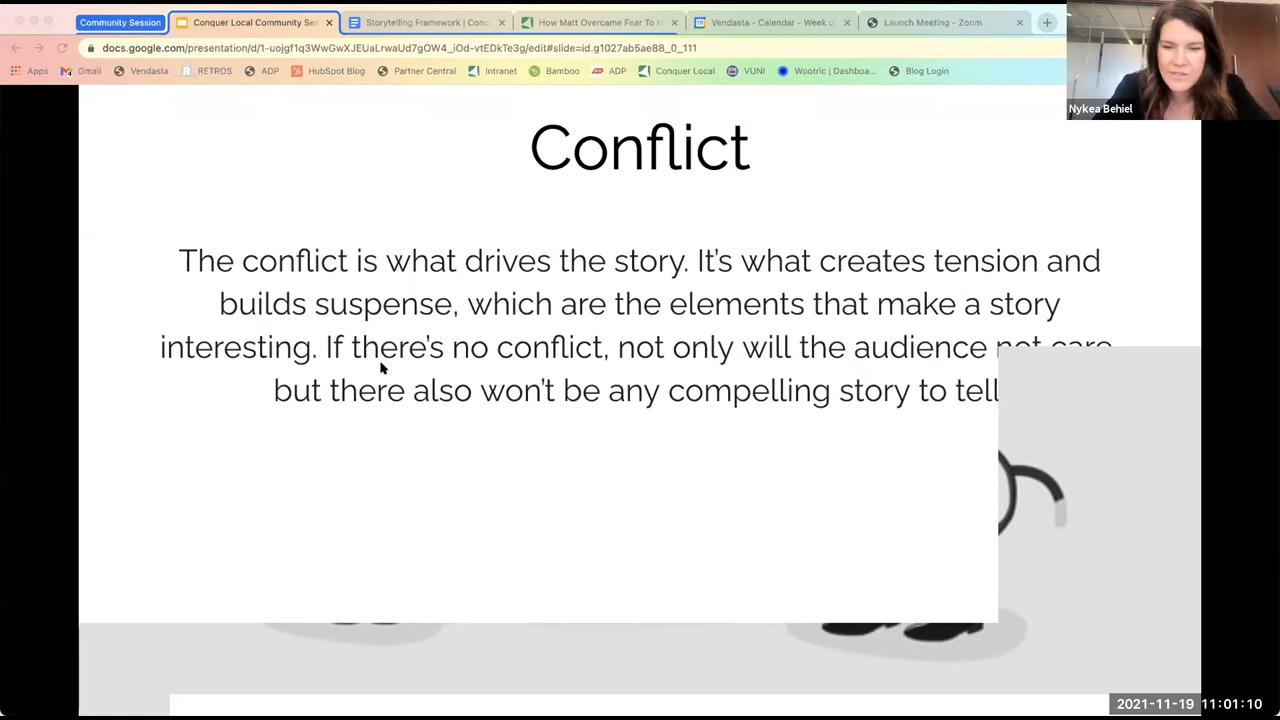 Community Session
Conquer Local Community Se
Storytelling Framework | Conq
How Matt Overcame Fear To M
Vendasta - Calendar - Week o
Launch Meeting - Zoom
docs.google.com/presentation/d/1-uojgf1q3WwGwXJEUaLrwaUd7gOW4_iOd-vtEDkTe3g/edit#slide=id.g1027ab5ae88_0_111
Apps Gmail Vendasta RETROS ADP HubSpot Blog Partner Central Intranet Bamboo ADP Conquer Local VUNI Wootric | Dashboa... Blog Login
Nykea Behiel
Conflict
The conflict is what drives the story. It's what creates tension and
builds suspense, which are the elements that make a story
interesting. If there's no conflict, not only will the audience not care
but there also won't be any compelling story to tell
2021-11-19 11:01:10